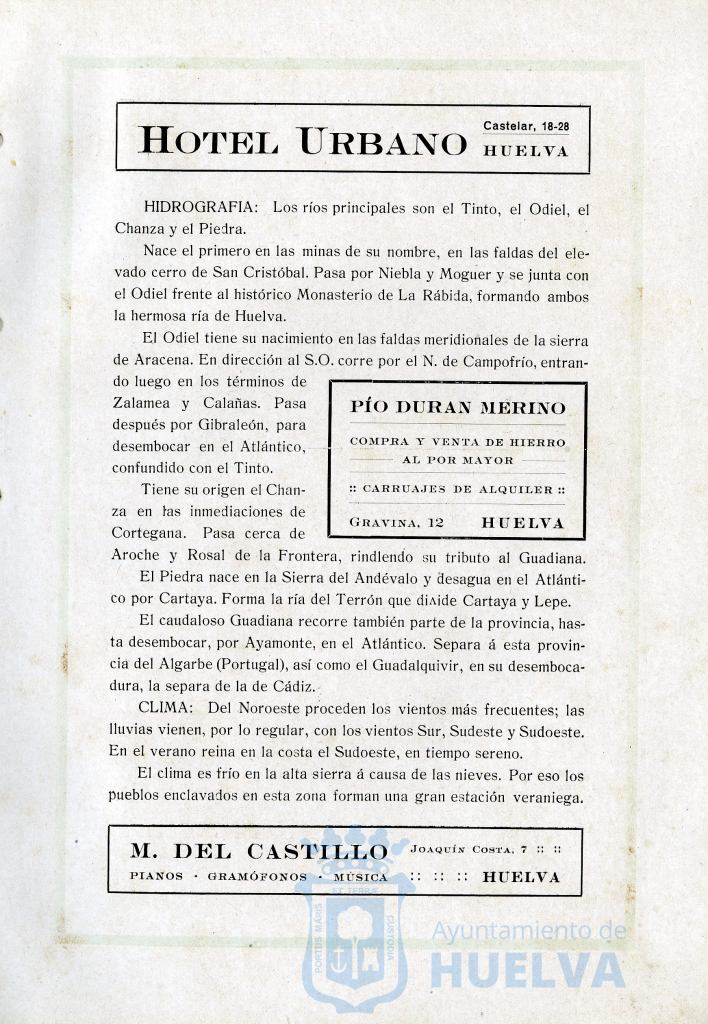 HOTEL URBANO
Castelar, 18-28
HUELVA
HIDROGRAFIA: Los ríos principales son el Tinto, el Odiel, el
Chanza y el Piedra.
Nace el primero en las minas de su nombre, en las faldas del ele-
vado cerro de San Cristóbal. Pasa por Niebla y Moguer y se junta con
el Odiel frente al histórico Monasterio de La Rábida, formando ambos
la hermosa ría de Huelva.
El Odiel tiene su nacimiento en las faldas meridionales de la sierra
de Aracena. En dirección al S.O. corre por el N. de Campofrío, entran-
do luego en los términos de
Zalamea y Calañas. Pasa
después por Gibraleón, para
desembocar en el Atlántico,
confundido con el Tinto.
Tiene su origen el Chan-
za en las inmediaciones de
Cortegana. Pasa cerca de
PÍO DURAN MERINO
COMPRA Y VENTA DE HIERRO
AL POR MAYOR
:: CARRUAJES DE ALQUILER ::
GRAVINA, 12 HUELVA
Aroche y Rosal de la Frontera, rindiendo su tributo al Guadiana.
El Piedra nace en la Sierra del Andévalo y desagua en el Atlánti-
co por Cartaya. Forma la ría del Terrón que divide Cartaya y Lepe.
El caudaloso Guadiana recorre también parte de la provincia, has-
ta desembocar, por Ayamonte, en el Atlántico. Separa á esta provin-
cia del Algarbe (Portugal), así como el Guadalquivir, en su desemboca-
dura, la separa de la de Cádiz.
CLIMA: Del Noroeste proceden los vientos más frecuentes; las
lluvias vienen, por lo regular, con los vientos Sur, Sudeste y Sudoeste.
En el verano reina en la costa el Sudoeste, en tiempo sereno.
El clima es frío en la alta sierra á causa de las nieves. Por eso los
pueblos enclavados en esta zona forman una gran estación veraniega.
M. DEL CASTILLO
JOAQUÍN COSTA, 7 :: ::
PIANOS · GRAMÓFONOS · MÚSICA
:: :: :: HUELVA
PORTUS MARIS
ET TERRÆ
CUSTODIA
Ayuntamiento de
HUELVA